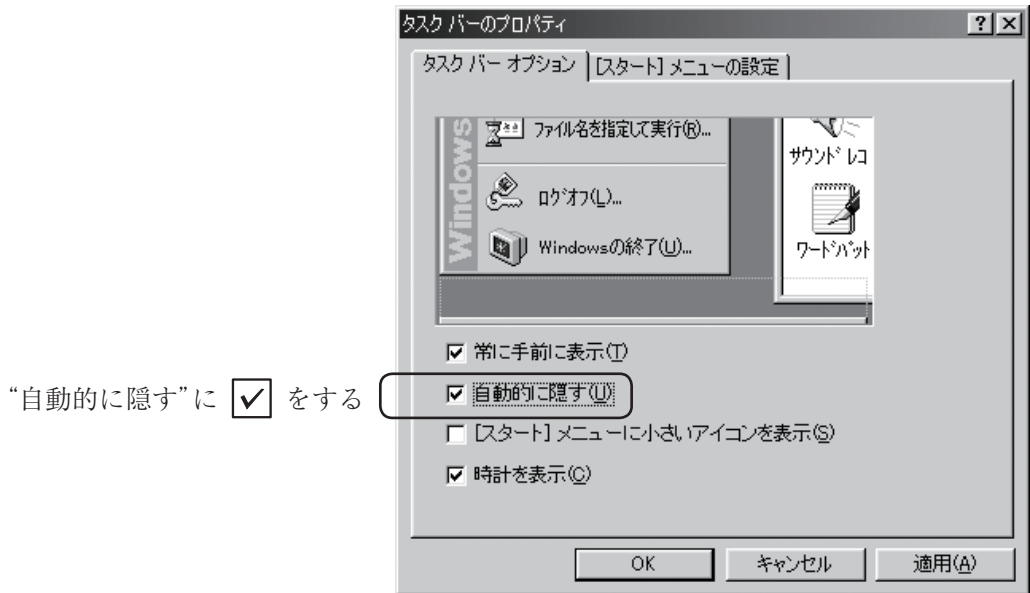 タスク バーのプロパティ
タスク バー オプション
[スタート] メニューの設定
Windows
ファイル名を指定して実行(R)...
ログオフ(L)...
Windowsの終了(U)...
サウンド レコ
ワードパット
常に手前に表示(T)
“自動的に隠す”に ✓ をする
自動的に隠す(U)
[スタート] メニューに小さいアイコンを表示(S)
時計を表示(C)
OK
キャンセル
適用(A)